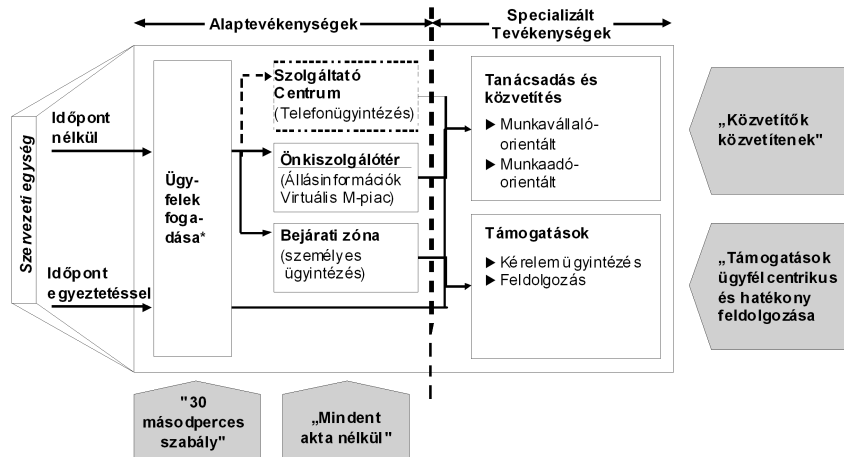 Alaptevékenységek
Specializált
Tevékenységek
Szervezeti egység
Időpont
nélkül
Időpont
egyeztetéssel
Ügy-
felek
foga-
dása*
Szolgáltató
Centrum
(Telefonügyintézés)
Önkiszolgálótér
(Állásinformációk
Virtuális M-piac)
Bejárati zóna
(személyes
ügyintézés)
Tanácsadás és
közvetítés
▶ Munkavállaló-
orientált
▶ Munkaadó-
orientált
Támogatások
▶ Kérelem ügyintézés
▶ Feldolgozás
„Közvetítők
közvetítenek"
„Támogatások
ügyfélcentrikus
és hatékony
feldolgozása
"30
másodperces
szabály"
„Mindent
akta nélkül"